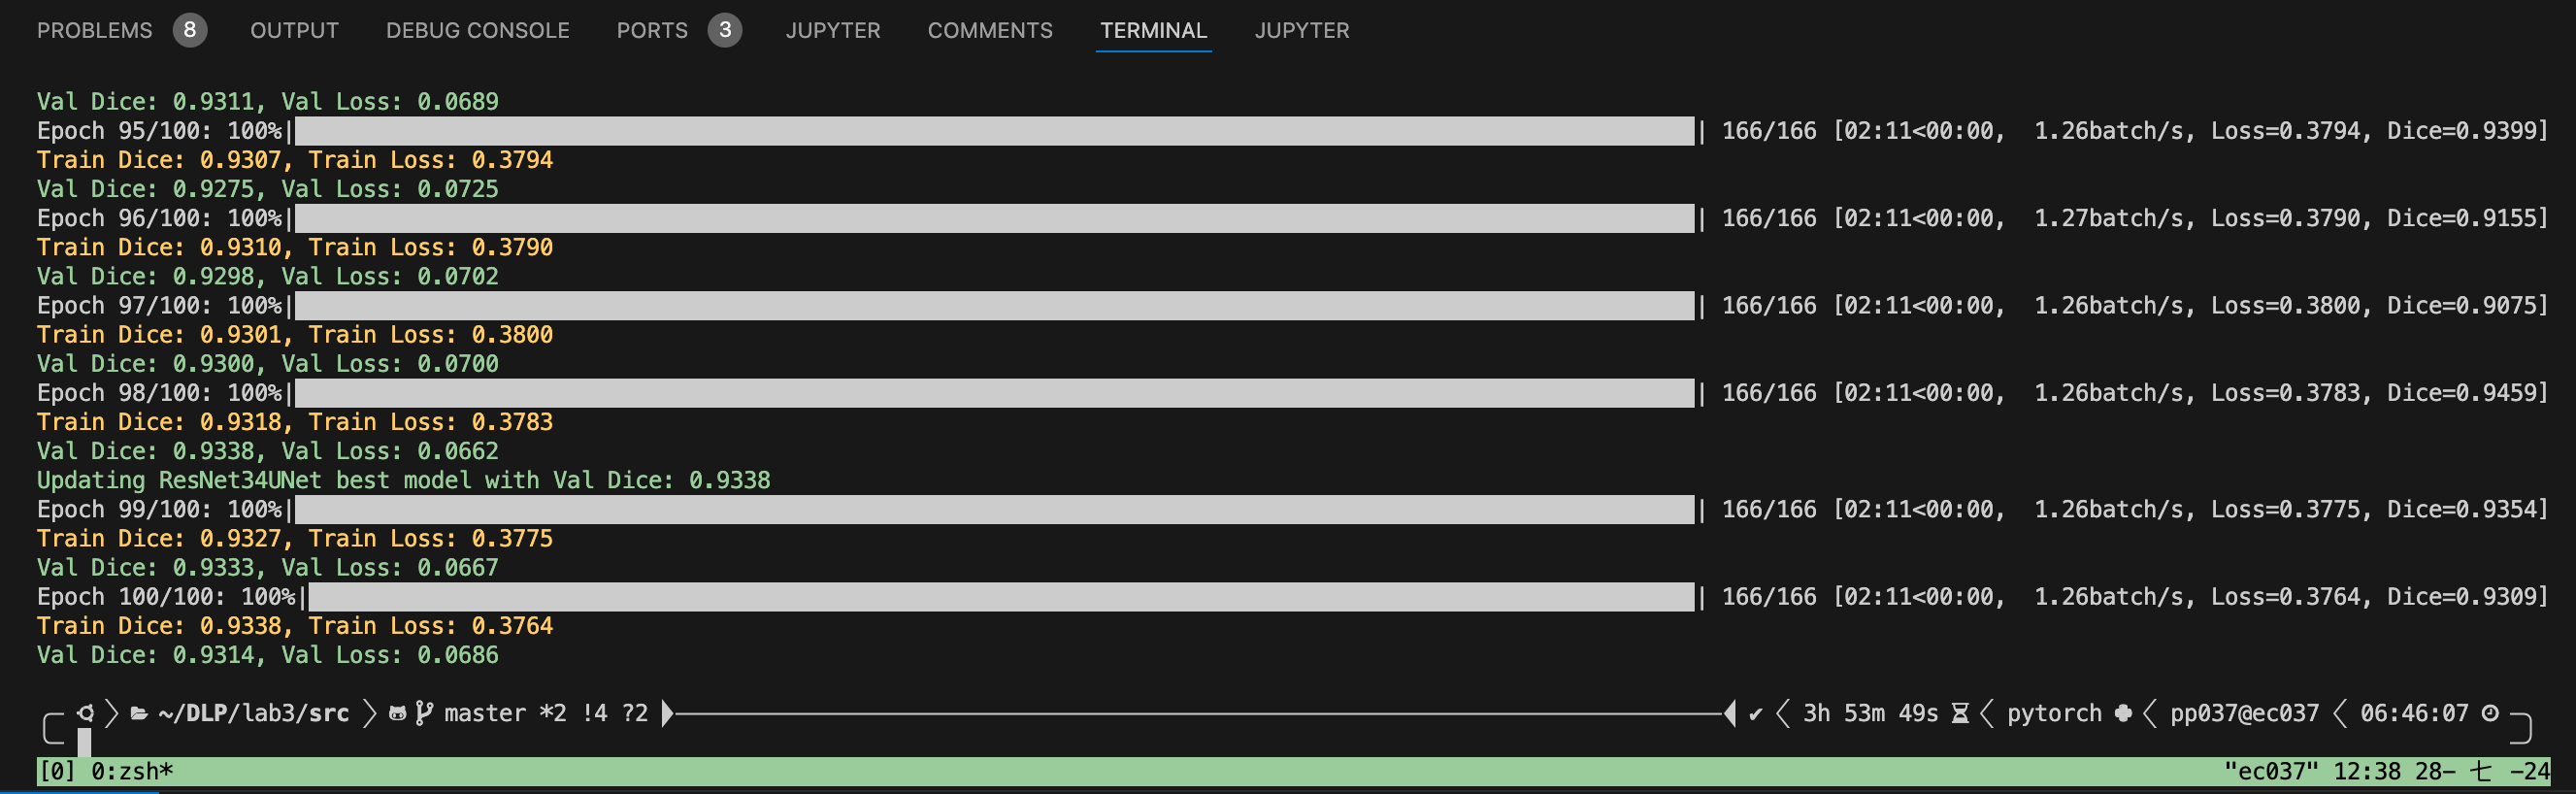 PROBLEMS 8 OUTPUT DEBUG CONSOLE PORTS 3 JUPYTER COMMENTS TERMINAL JUPYTER
Val Dice: 0.9311, Val Loss: 0.0689
Epoch 95/100: 100%| | 166/166 [02:11<00:00, 1.26batch/s, Loss=0.3794, Dice=0.9399]
Train Dice: 0.9307, Train Loss: 0.3794
Val Dice: 0.9275, Val Loss: 0.0725
Epoch 96/100: 100%| | 166/166 [02:11<00:00, 1.27batch/s, Loss=0.3790, Dice=0.9155]
Train Dice: 0.9310, Train Loss: 0.3790
Val Dice: 0.9298, Val Loss: 0.0702
Epoch 97/100: 100%| | 166/166 [02:11<00:00, 1.26batch/s, Loss=0.3800, Dice=0.9075]
Train Dice: 0.9301, Train Loss: 0.3800
Val Dice: 0.9300, Val Loss: 0.0700
Epoch 98/100: 100%| | 166/166 [02:11<00:00, 1.26batch/s, Loss=0.3783, Dice=0.9459]
Train Dice: 0.9318, Train Loss: 0.3783
Val Dice: 0.9338, Val Loss: 0.0662
Updating ResNet34UNet best model with Val Dice: 0.9338
Epoch 99/100: 100%| | 166/166 [02:11<00:00, 1.26batch/s, Loss=0.3775, Dice=0.9354]
Train Dice: 0.9327, Train Loss: 0.3775
Val Dice: 0.9333, Val Loss: 0.0667
Epoch 100/100: 100%| | 166/166 [02:11<00:00, 1.26batch/s, Loss=0.3764, Dice=0.9309]
Train Dice: 0.9338, Train Loss: 0.3764
Val Dice: 0.9314, Val Loss: 0.0686
~/DLP/lab3/src master *2 !4 ?2 ✔ 3h 53m 49s pytorch pp037@ec037 06:46:07
[0] 0:zsh* "ec037" 12:38 28- 七 -24